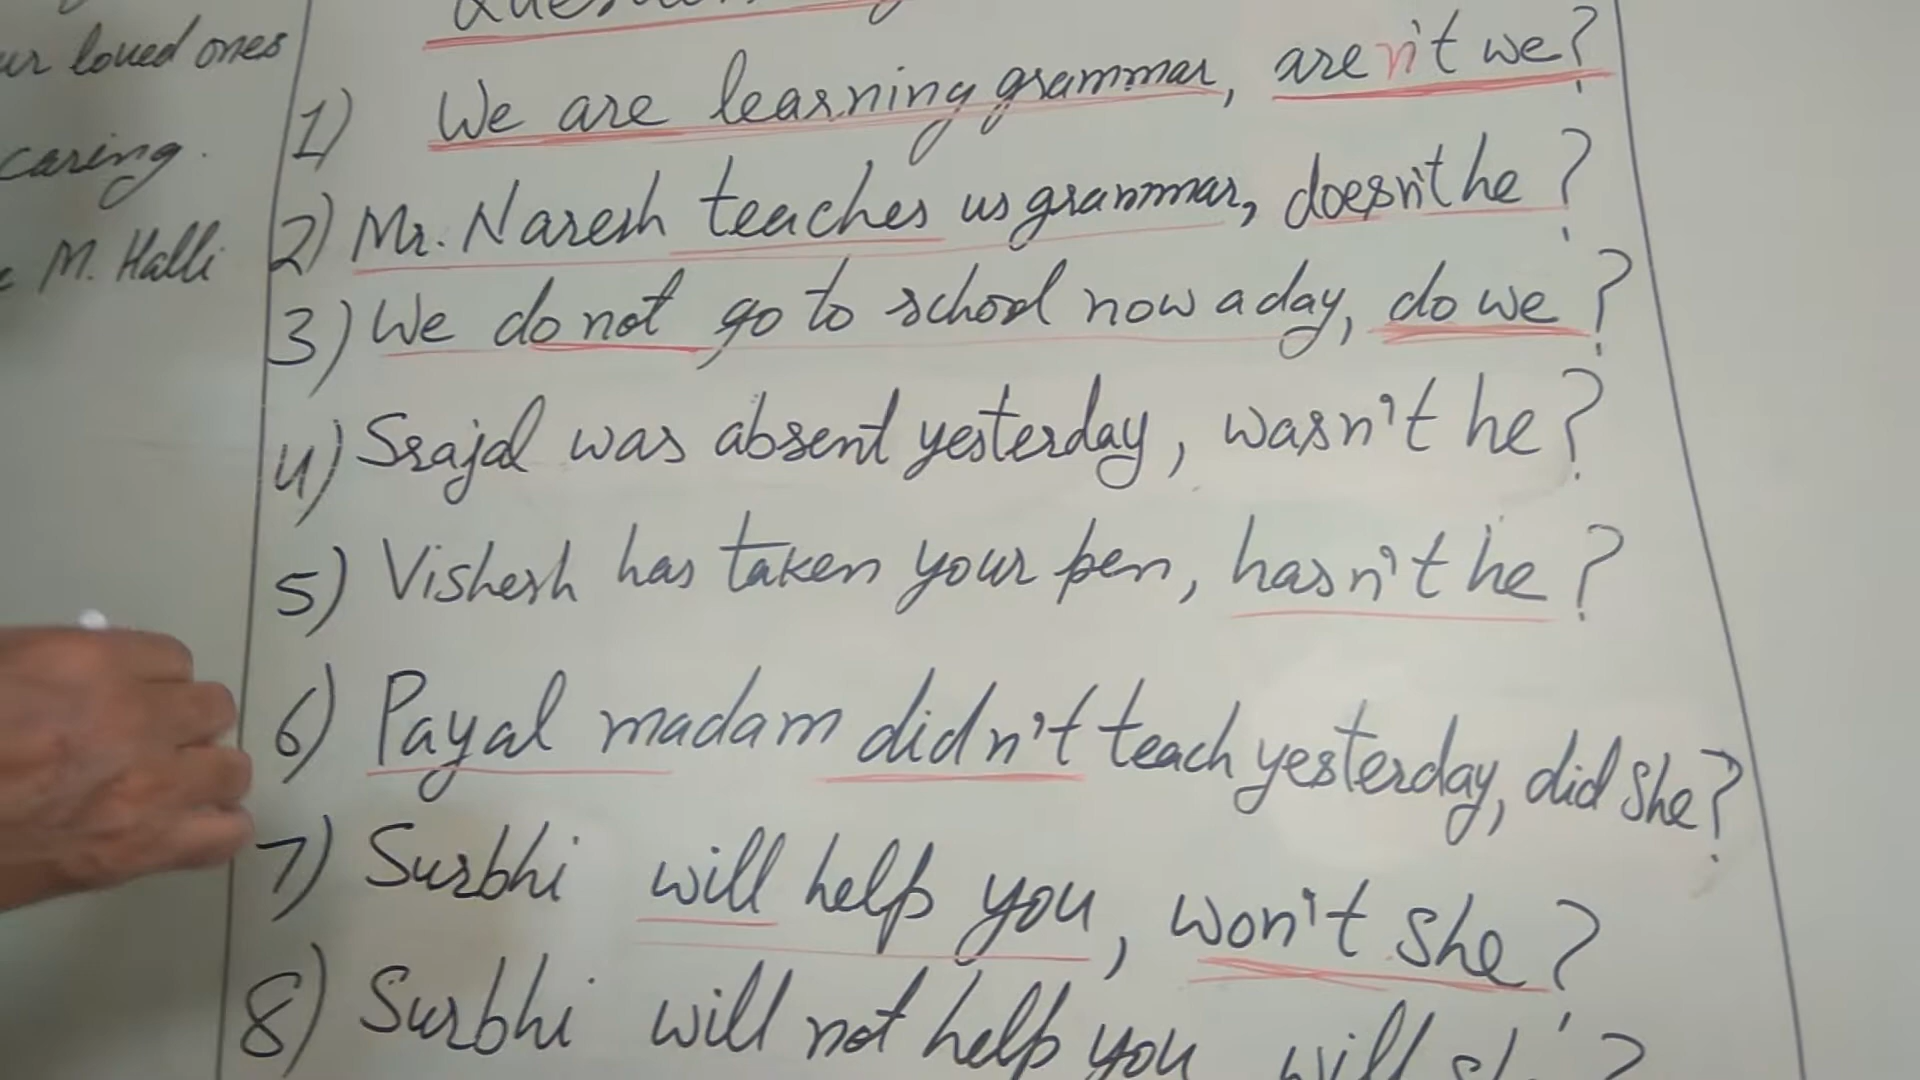 ur loved ones
caring.
M. Halli
1) We are learning grammar, aren't we?
2) Mr. Naresh teaches us grammar, doesn't he?
3) We do not go to school now a day, do we?
4) Srajal was absent yesterday, wasn't he?
5) Vishesh has taken your pen, hasn't he?
6) Payal madam didn't teach yesterday, did she?
7) Surbhi will help you, won't she?
8) Surbhi will not help you will she?